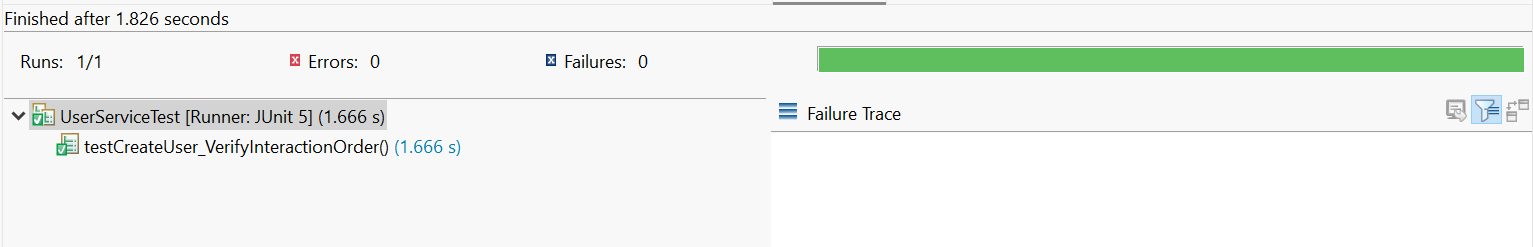 Finished after 1.826 seconds
Runs: 1/1 Errors: 0 Failures: 0
UserServiceTest [Runner: JUnit 5] (1.666 s)
Failure Trace
testCreateUser_VerifyInteractionOrder() (1.666 s)